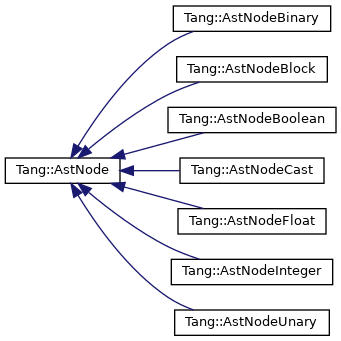 Tang::AstNodeBinary
Tang::AstNodeBlock
Tang::AstNodeBoolean
Tang::AstNode
Tang::AstNodeCast
Tang::AstNodeFloat
Tang::AstNodeInteger
Tang::AstNodeUnary